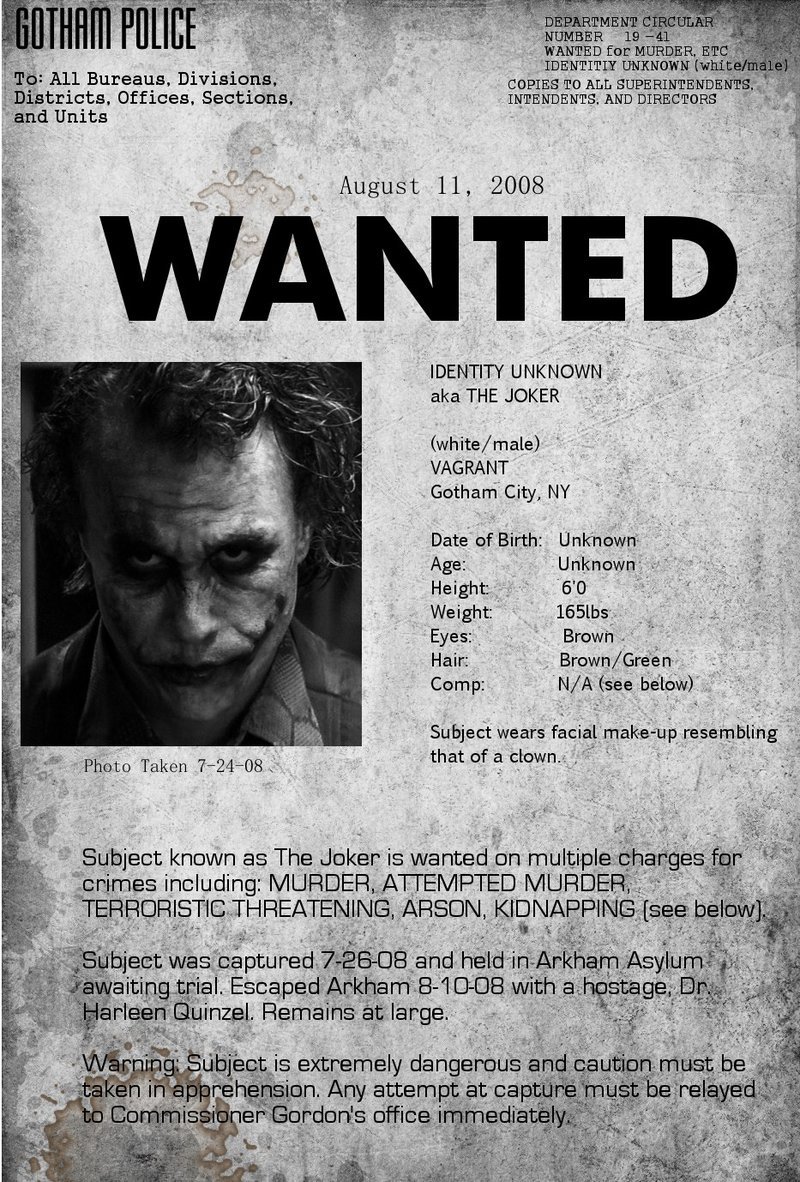 GOTHAM POLICE
To: All Bureaus, Divisions,
Districts, Offices, Sections,
and Units
DEPARTMENT CIRCULAR
NUMBER 19 -41
WANTED for MURDER, ETC
IDENTITIY UNKNOWN (white/male)
COPIES TO ALL SUPERINTENDENTS,
INTENDENTS, AND DIRECTORS
August 11, 2008
WANTED
IDENTITY UNKNOWN
aka THE JOKER
(white/male)
VAGRANT
Gotham City, NY
Date of Birth: Unknown
Age: Unknown
Height: 6'0
Weight: 165lbs
Eyes: Brown
Hair: Brown/Green
Comp: N/A (see below)
Subject wears facial make-up resembling
that of a clown.
Photo Taken 7-24-08
Subject known as The Joker is wanted on multiple charges for
crimes including: MURDER, ATTEMPTED MURDER,
TERRORISTIC THREATENING, ARSON, KIDNAPPING (see below).
Subject was captured 7-26-08 and held in Arkham Asylum
awaiting trial. Escaped Arkham 8-10-08 with a hostage, Dr.
Harleen Quinzel. Remains at large.
Warning: Subject is extremely dangerous and caution must be
taken in apprehension. Any attempt at capture must be relayed
to Commissioner Gordon's office immediately.